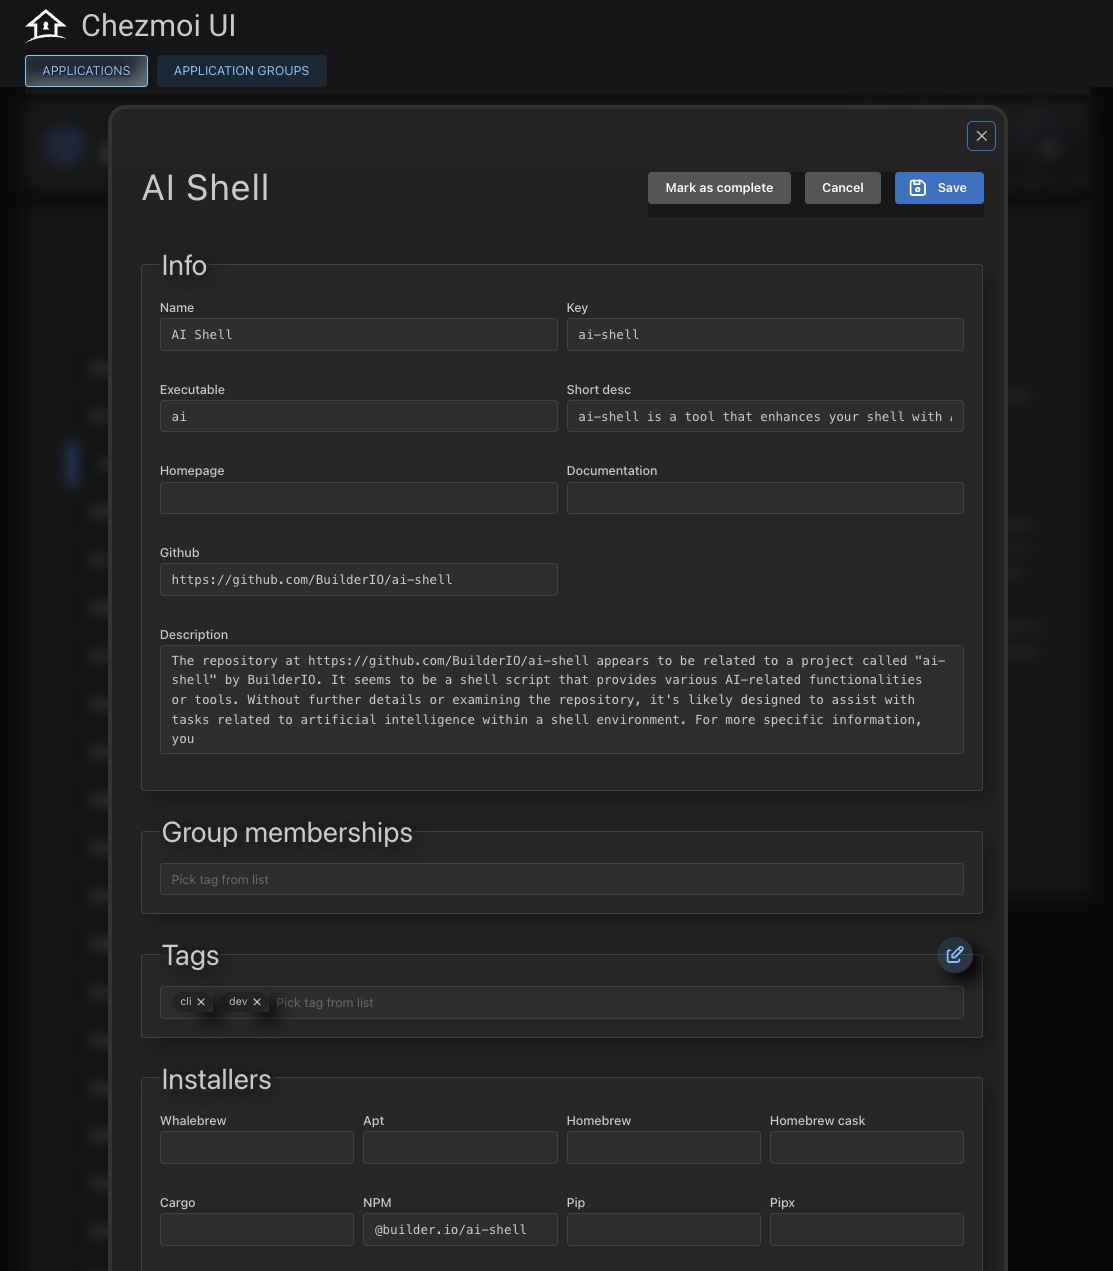 Chezmoi UI
APPLICATIONS
APPLICATION GROUPS
AI Shell
Mark as complete
Cancel
Save
Info
Name
Key
AI Shell
ai-shell
Executable
Short desc
ai
ai-shell is a tool that enhances your shell with
Homepage
Documentation
Github
https://github.com/BuilderIO/ai-shell
Description
The repository at https://github.com/BuilderIO/ai-shell appears to be related to a project called "ai-
shell" by BuilderIO. It seems to be a shell script that provides various AI-related functionalities
or tools. Without further details or examining the repository, it's likely designed to assist with
tasks related to artificial intelligence within a shell environment. For more specific information,
you
Group memberships
Pick tag from list
Tags
cli
dev
Pick tag from list
Installers
Whalebrew
Apt
Homebrew
Homebrew cask
Cargo
NPM
Pip
Pipx
@builder.io/ai-shell